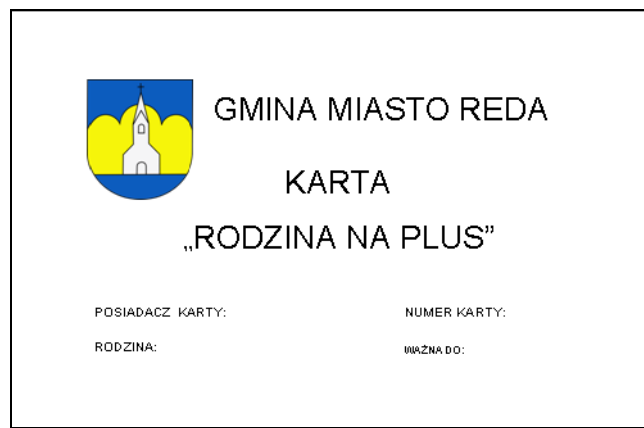 GMINA MIASTO REDA
KARTA
„RODZINA NA PLUS”
POSIADACZ KARTY:
NUMER KARTY:
RODZINA:
WAŻNA DO: